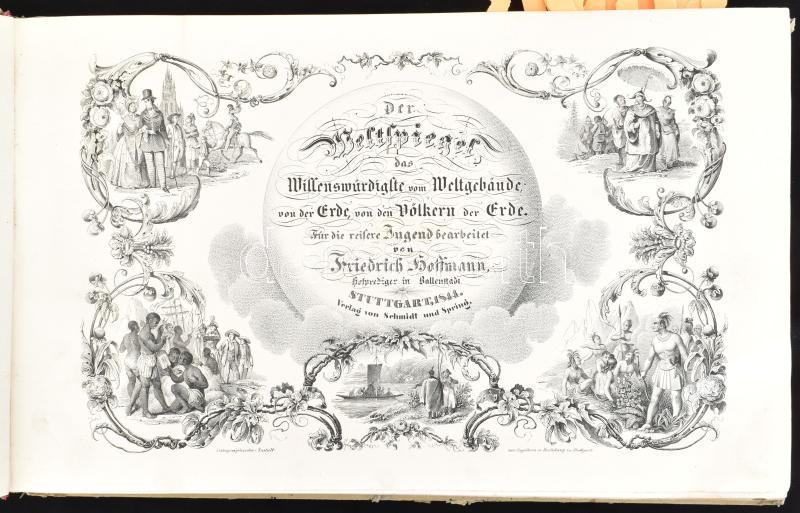 Der
Weltspiegel
das
Wissenswürdigste vom Weltgebäude,
von der Erde, von den Völkern der Erde.
Für die reifere Jugend bearbeitet
von
Friedrich Hoffmann,
Hofprediger in Ballenstädt
STUTTGART, 1844.
Verlag von Schmidt und Spring.